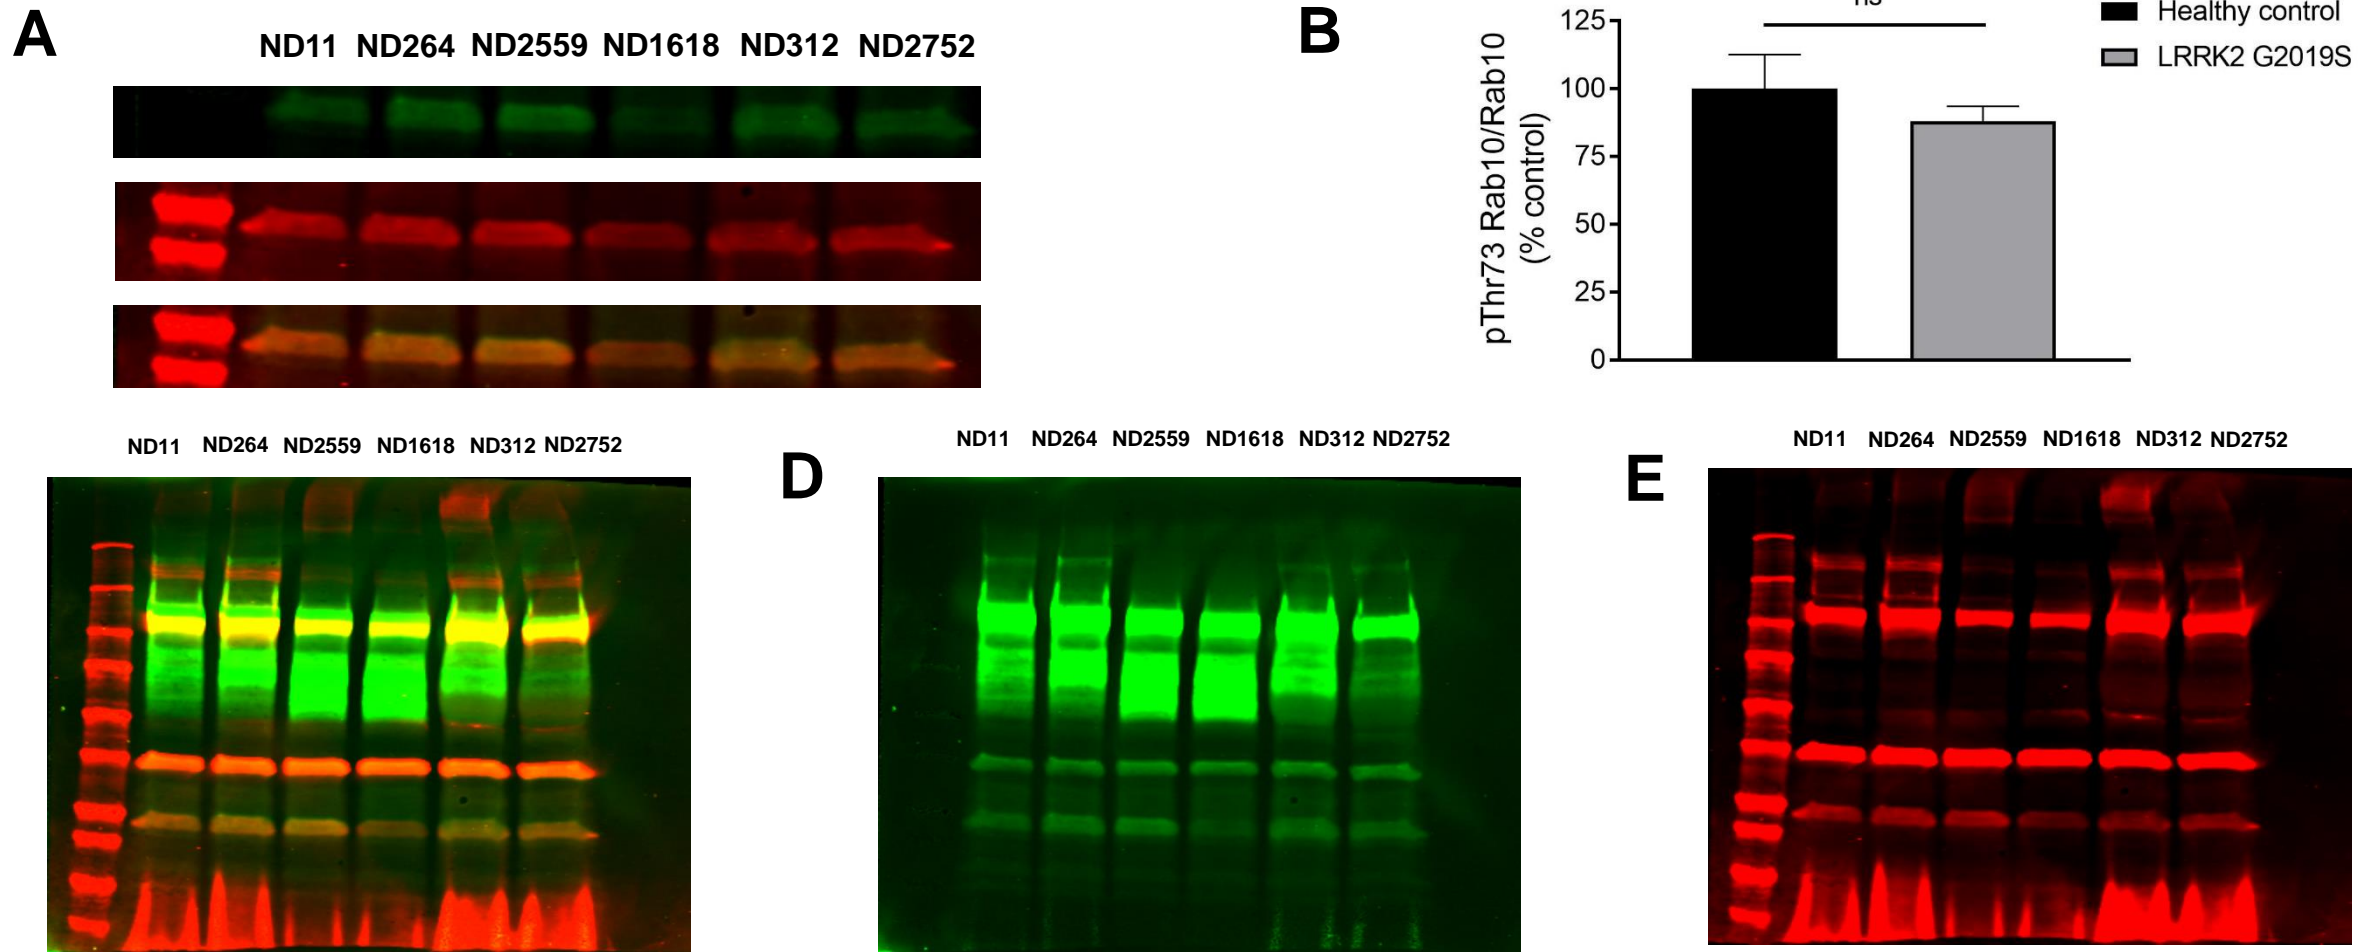 A
ND11 ND264 ND2559 ND1618 ND312 ND2752
B
ns
Healthy control
LRRK2 G2019S
pThr73 Rab10/Rab10
(% control)
125
100
75
50
25
0
ND11 ND264 ND2559 ND1618 ND312 ND2752
D
ND11 ND264 ND2559 ND1618 ND312 ND2752
E
ND11 ND264 ND2559 ND1618 ND312 ND2752